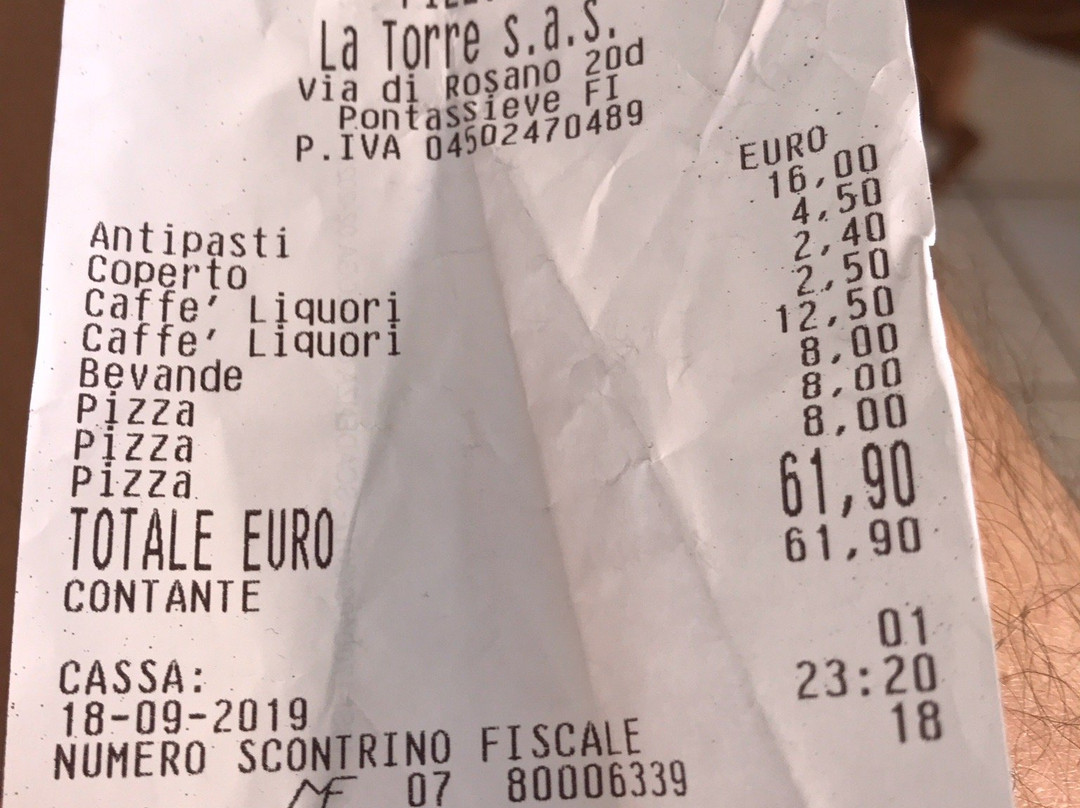 La Torre s.a.s.
Via di Rosano 20d
Pontassieve FI
P.IVA 04502470489
EURO
Antipasti 16,00
Coperto 4,50
Caffe' Liquori 2,40
Caffe' Liquori 2,50
Bevande 12,50
Pizza 8,00
Pizza 8,00
Pizza 8,00
TOTALE EURO 61,90
CONTANTE 61,90
CASSA: 01
18-09-2019 23:20
NUMERO SCONTRINO FISCALE 18
MF 07 80006339